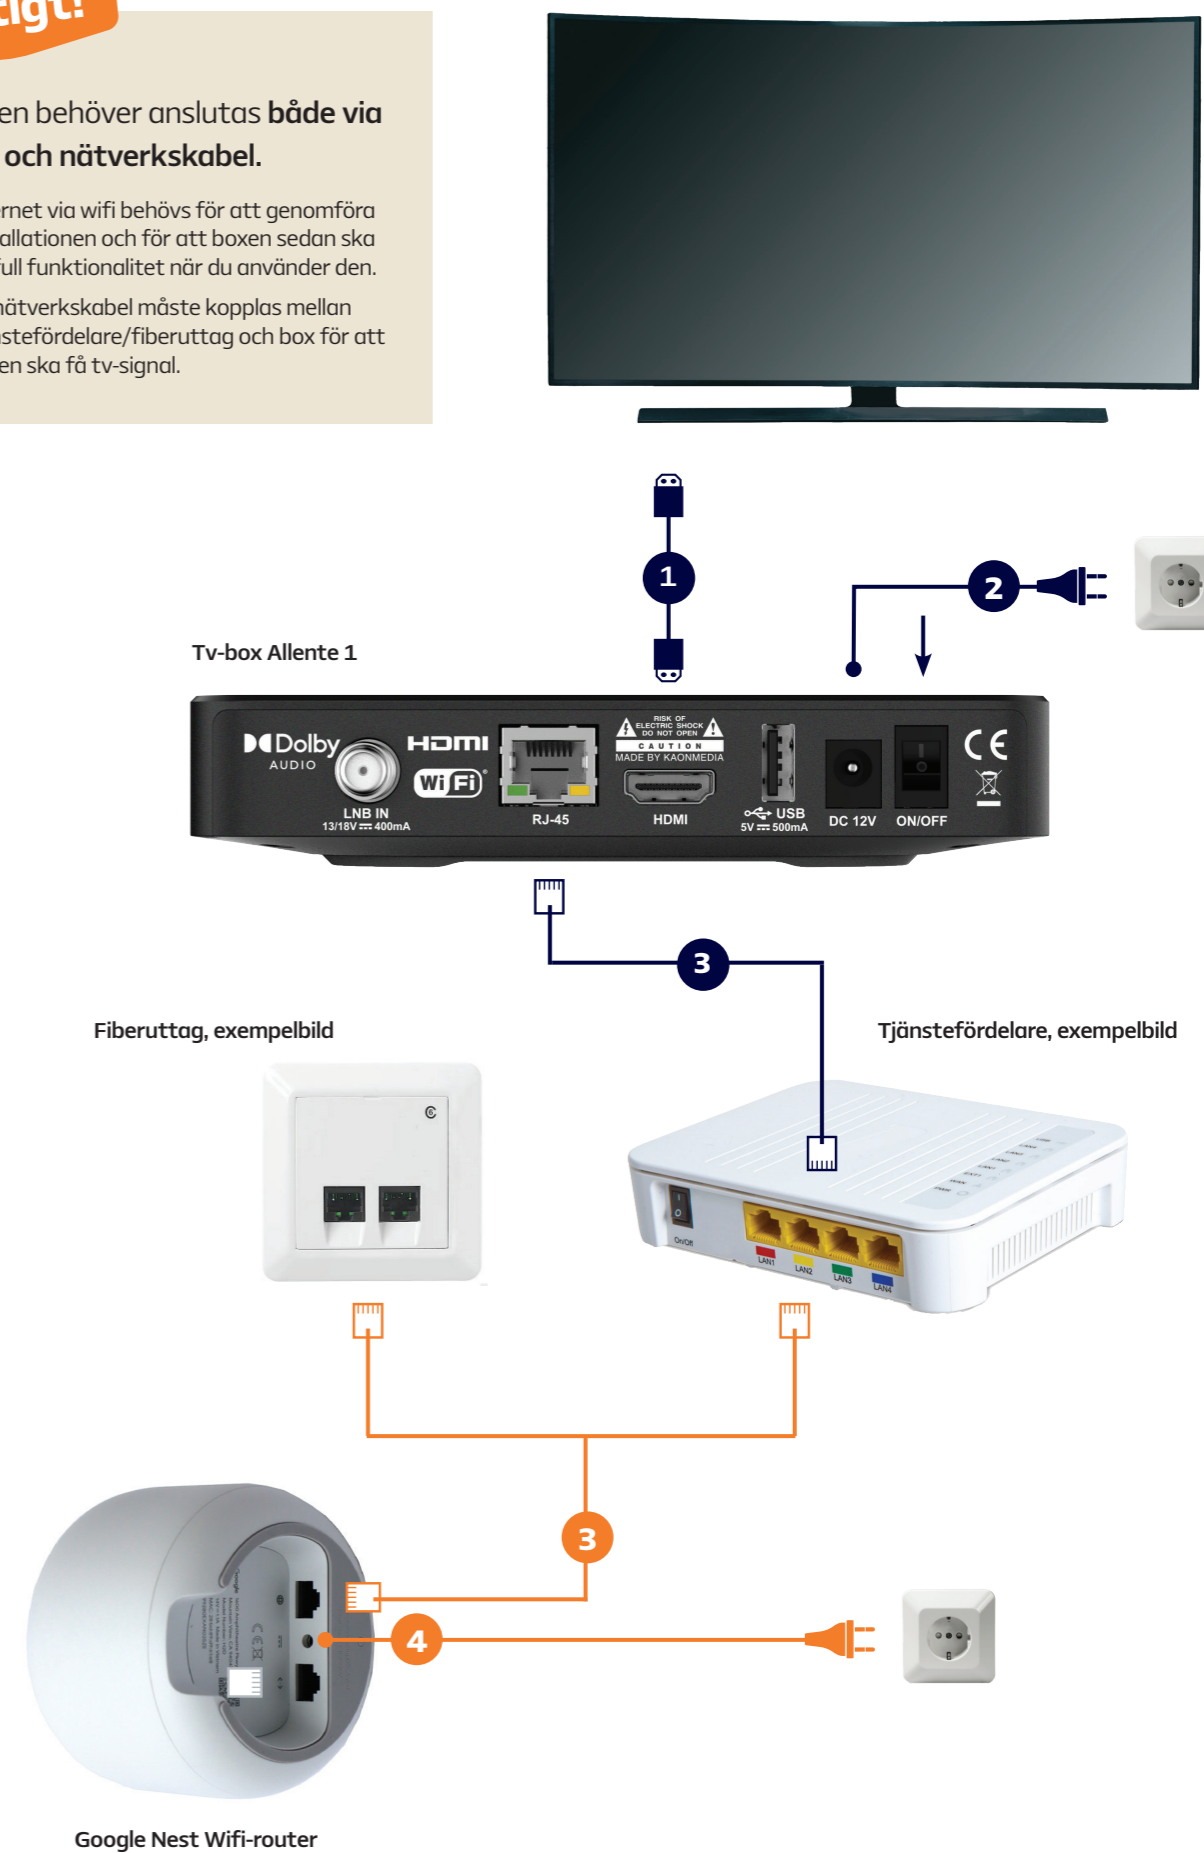 tigt!
en behöver anslutas både via
och nätverkskabel.
ernet via wifi behövs för att genomföra
allationen och för att boxen sedan ska
full funktionalitet när du använder den.
nätverkskabel måste kopplas mellan
nstefördelare/fiberuttag och box för att
en ska få tv-signal.
1
2
Tv-box Allente 1
Dolby
AUDIO
HDMI
WiFi
LNB IN
13/18V 400mA
RJ-45
RISK OF
ELECTRIC SHOCK
DO NOT OPEN
CAUTION
MADE BY KAONMEDIA
HDMI
USB
5V 500mA
DC 12V
ON/OFF
CE
3
Fiberuttag, exempelbild
Tjänstefördelare, exempelbild
6
On/Off
LAN1
LAN2
LAN3
LAN4
3
4
Google Nest Wifi-router